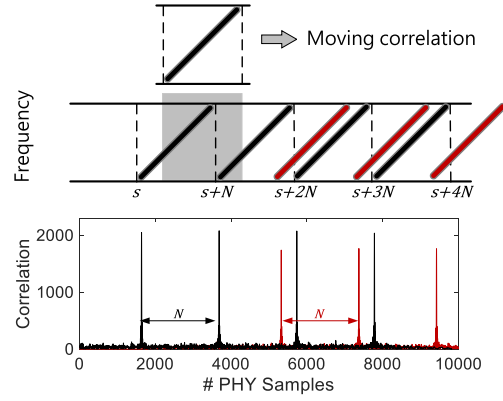 Moving correlation
Frequency
s s+N s+2N s+3N s+4N
Correlation
2000
1000
0
N N
0 2000 4000 6000 8000 10000
# PHY Samples